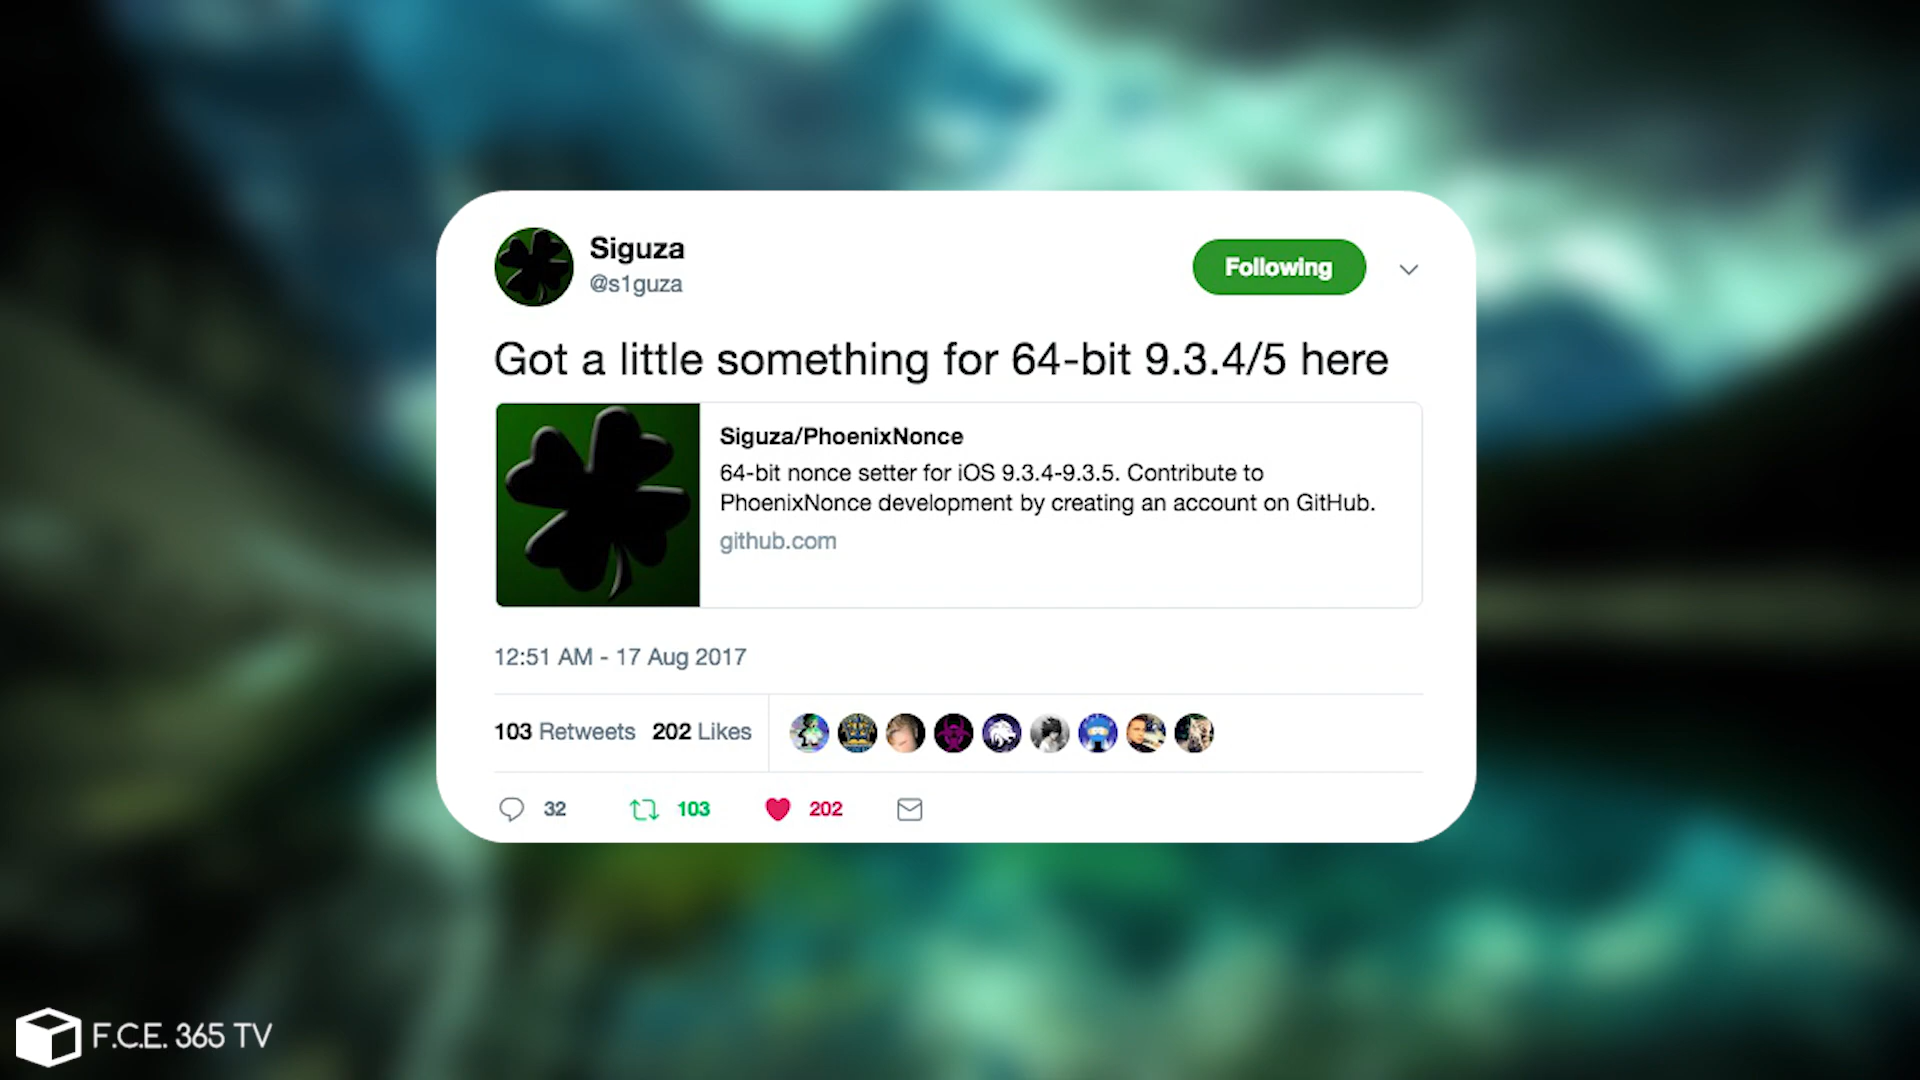 Siguza
@s1guza
Following
Got a little something for 64-bit 9.3.4/5 here
Siguza/PhoenixNonce
64-bit nonce setter for iOS 9.3.4-9.3.5. Contribute to
PhoenixNonce development by creating an account on GitHub.
github.com
12:51 AM - 17 Aug 2017
103 Retweets 202 Likes
32 103 202
F.C.E. 365 TV